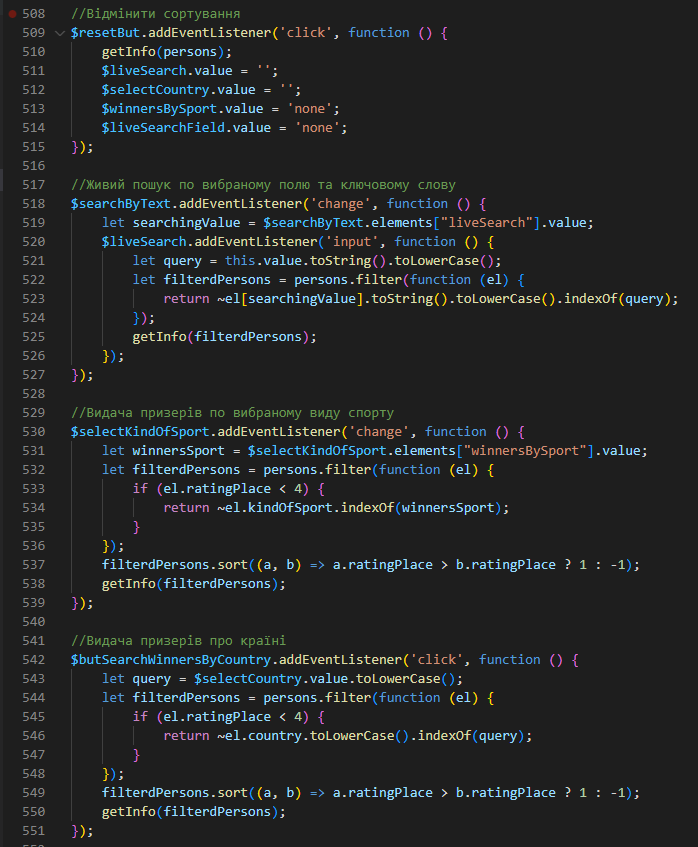 508 //Відмінити сортування
509 $resetBut.addEventListener('click', function () {
510 getInfo(persons);
511 $liveSearch.value = '';
512 $selectCountry.value = '';
513 $winnersBySport.value = 'none';
514 $liveSearchField.value = 'none';
515 });
516
517 //Живий пошук по вибраному полю та ключовому слову
518 $searchByText.addEventListener('change', function () {
519 let searchingValue = $searchByText.elements["liveSearch"].value;
520 $liveSearch.addEventListener('input', function () {
521 let query = this.value.toString().toLowerCase();
522 let filterdPersons = persons.filter(function (el) {
523 return ~el[searchingValue].toString().toLowerCase().indexOf(query);
524 });
525 getInfo(filterdPersons);
526 });
527 });
528
529 //Видача призерів по вибраному виду спорту
530 $selectKindOfSport.addEventListener('change', function () {
531 let winnersSport = $selectKindOfSport.elements["winnersBySport"].value;
532 let filterdPersons = persons.filter(function (el) {
533 if (el.ratingPlace < 4) {
534 return ~el.kindOfSport.indexOf(winnersSport);
535 }
536 });
537 filterdPersons.sort((a, b) => a.ratingPlace > b.ratingPlace ? 1 : -1);
538 getInfo(filterdPersons);
539 });
540
541 //Видача призерів про країні
542 $butSearchWinnersByCountry.addEventListener('click', function () {
543 let query = $selectCountry.value.toLowerCase();
544 let filterdPersons = persons.filter(function (el) {
545 if (el.ratingPlace < 4) {
546 return ~el.country.toLowerCase().indexOf(query);
547 }
548 });
549 filterdPersons.sort((a, b) => a.ratingPlace > b.ratingPlace ? 1 : -1);
550 getInfo(filterdPersons);
551 });